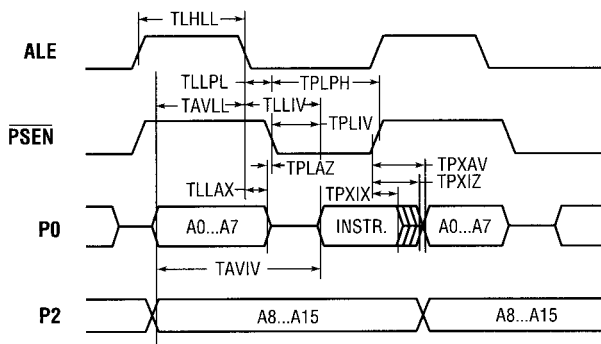 TLHLL
ALE
TLLPL TPLPH
TAVLL TLLIV
PSEN TPLIV
TPLAZ TPXAV
TPXIZ
TLLAX TPXIX
P0 A0...A7 INSTR. A0...A7
TAVIV
P2 A8...A15 A8...A15